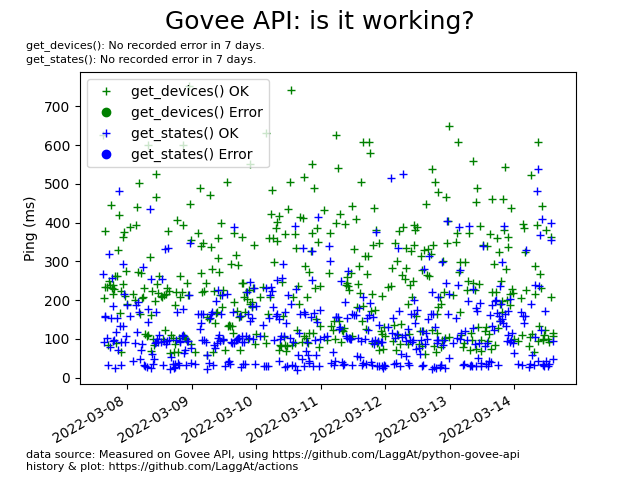 Govee API: is it working?
get_devices(): No recorded error in 7 days.
get_states(): No recorded error in 7 days.
get_devices() OK
get_devices() Error
get_states() OK
get_states() Error
Ping (ms)
700
600
500
400
300
200
100
0
2022-03-08
2022-03-09
2022-03-10
2022-03-11
2022-03-12
2022-03-13
2022-03-14
data source: Measured on Govee API, using https://github.com/LaggAt/python-govee-api
history & plot: https://github.com/LaggAt/actions